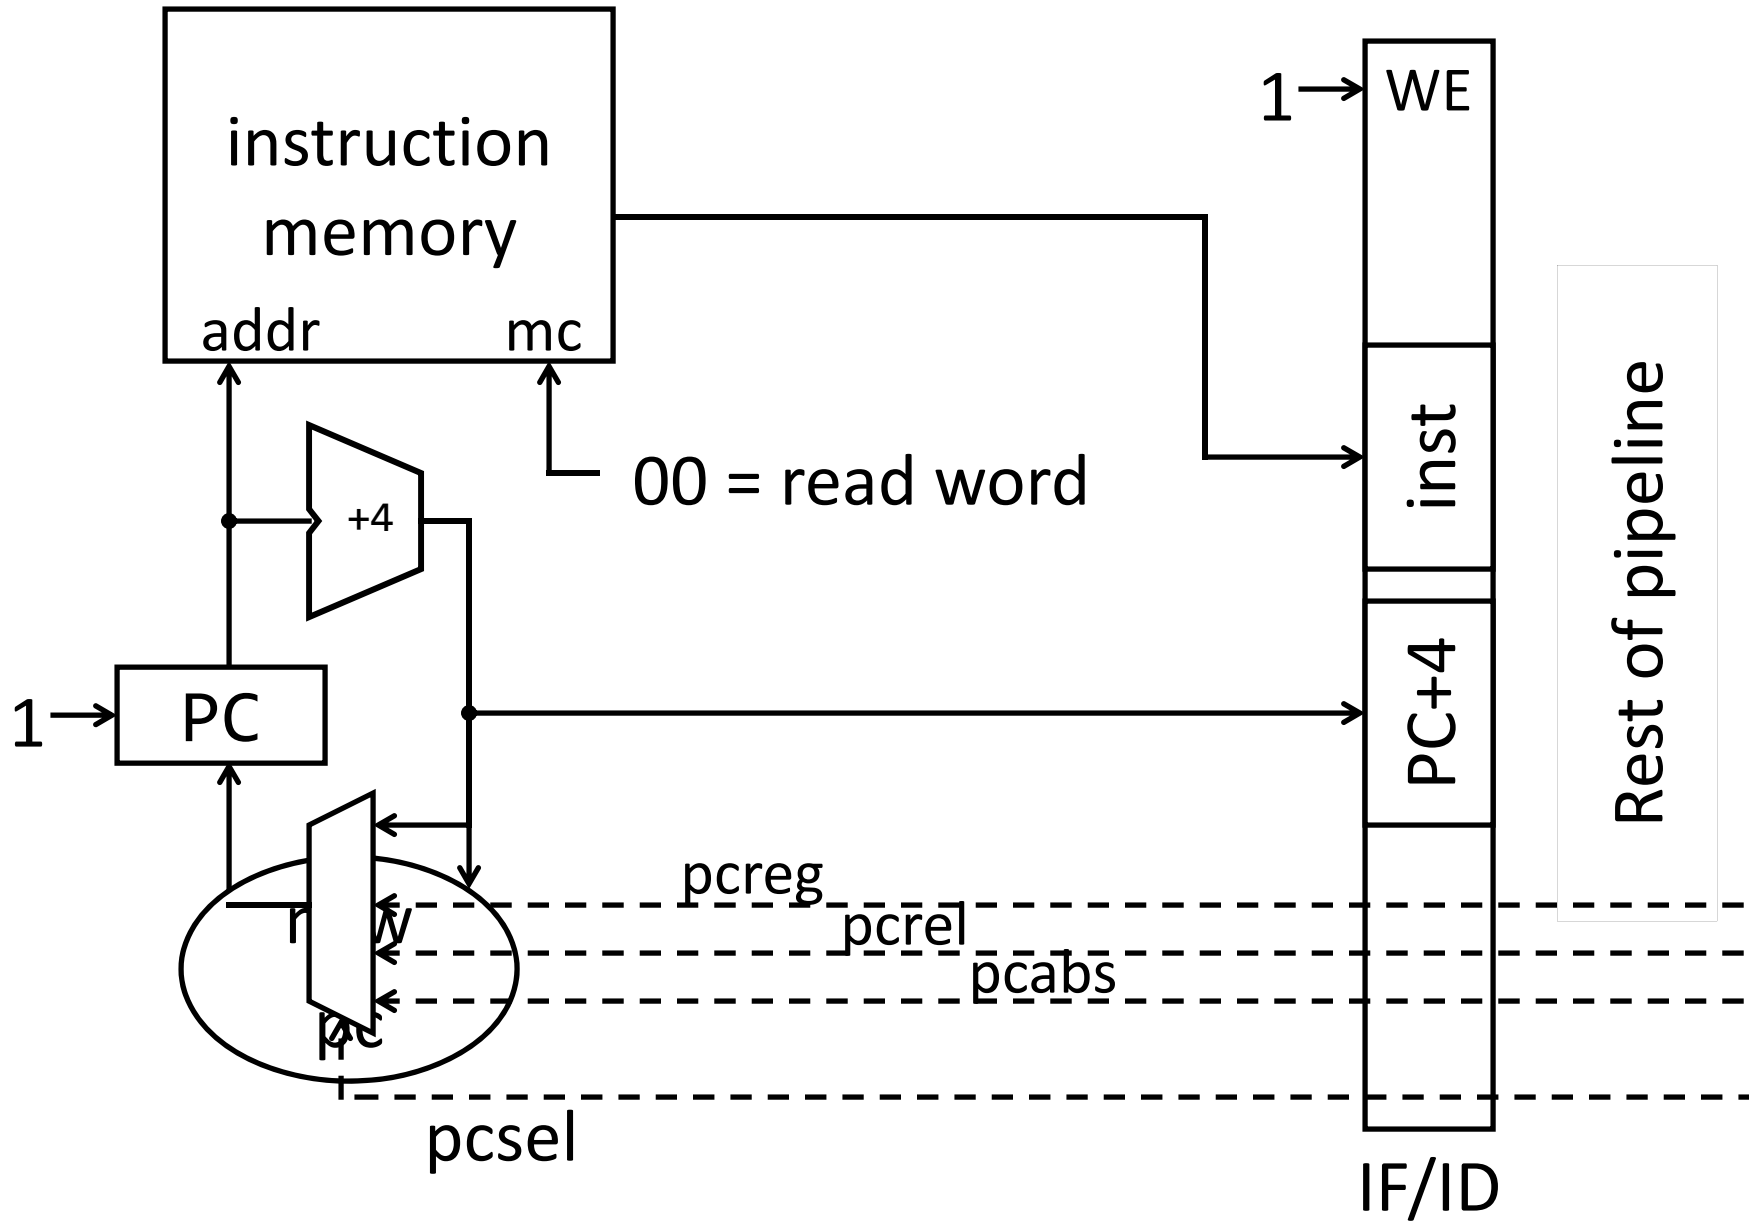 instruction
memory
addr
mc
1
WE
+4
00 = read word
inst
1
PC
PC+4
Rest of pipeline
pcreg
pcrel
pcabs
pcsel
IF/ID